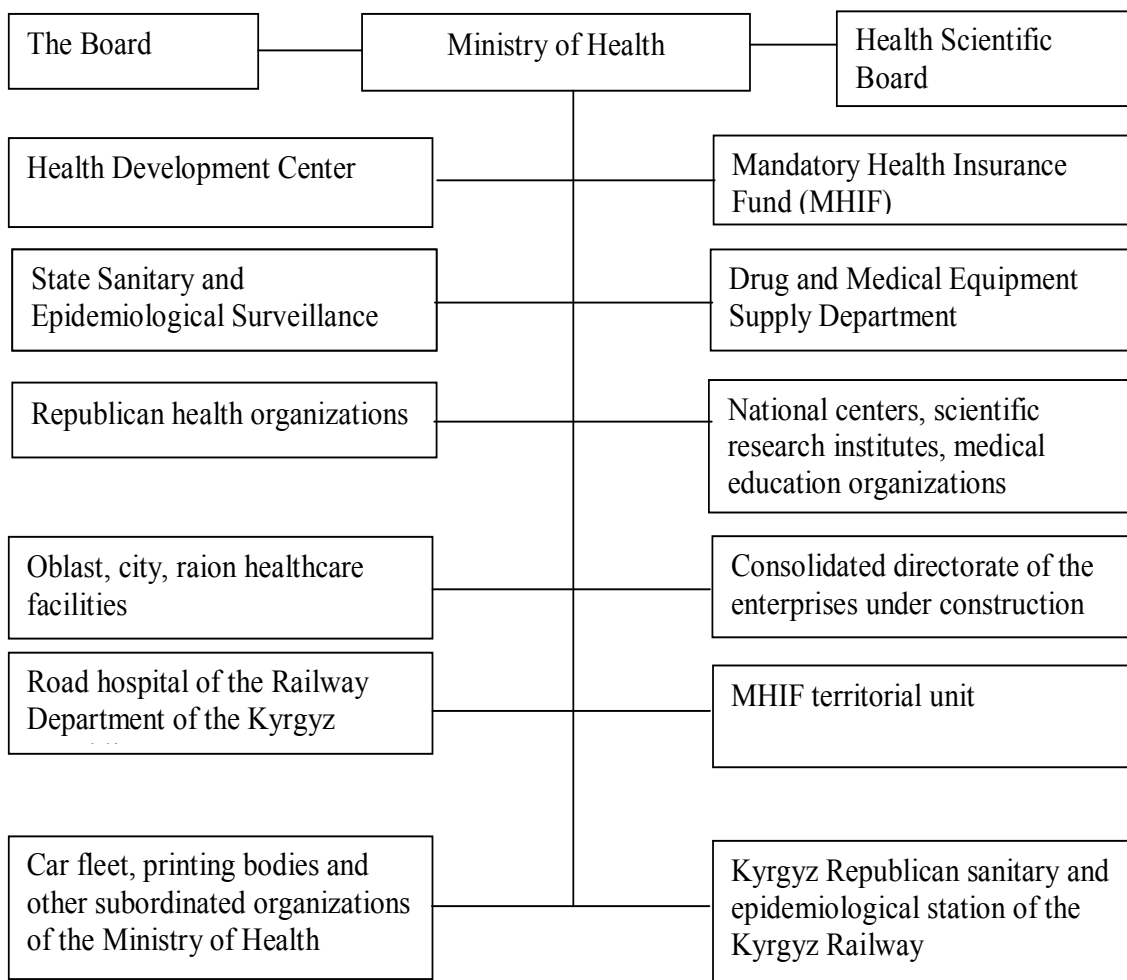 The Board
Ministry of Health
Health Scientific
Board
Health Development Center
Mandatory Health Insurance
Fund (MHIF)
State Sanitary and
Epidemiological Surveillance
Drug and Medical Equipment
Supply Department
Republican health organizations
National centers, scientific
research institutes, medical
education organizations
Oblast, city, raion healthcare
facilities
Consolidated directorate of the
enterprises under construction
Road hospital of the Railway
Department of the Kyrgyz
MHIF territorial unit
Car fleet, printing bodies and
other subordinated organizations
of the Ministry of Health
Kyrgyz Republican sanitary and
epidemiological station of the
Kyrgyz Railway